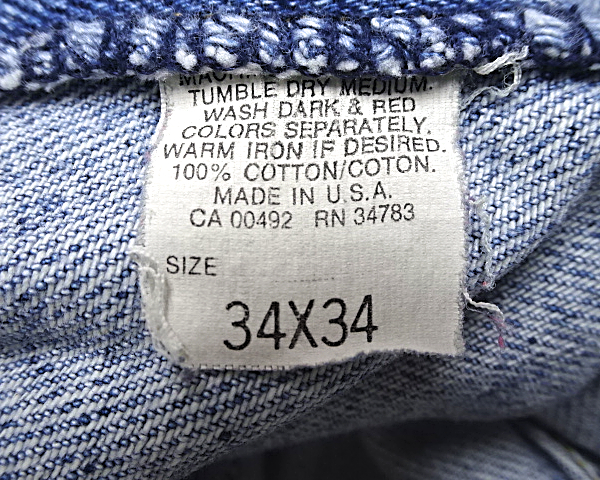 TUMBLE DRY MEDIUM.
WASH DARK & RED
COLORS SEPARATELY.
WARM IRON IF DESIRED.
100% COTTON/COTON.
MADE IN U.S.A.
CA 00492 RN 34783
SIZE
34X34